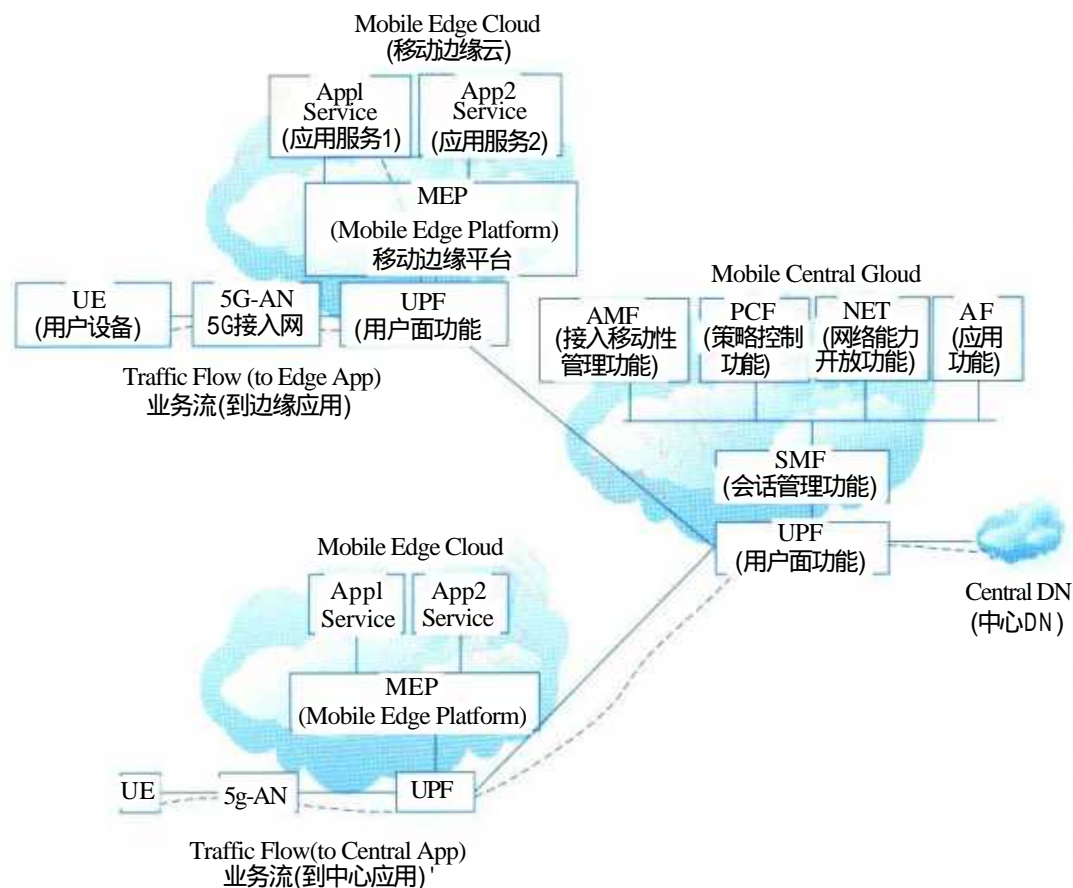 Mobile Edge Cloud
(移动边缘云)
Appl
Service
(应用服务1)
App2
Service
(应用服务2)
MEP
(Mobile Edge Platform)
移动边缘平台
UE
(用户设备)
5G-AN
5G接入网
UPF
(用户面功能
Traffic Flow (to Edge App)
业务流(到边缘应用)
Mobile Central Gloud
AMF
(接入移动性
管理功能)
PCF
(策略控制
功能)
NET
(网络能力
开放功能)
AF
(应用
功能)
SMF
(会话管理功能)
UPF
(用户面功能)
Central DN
(中心DN)
Mobile Edge Cloud
Appl
Service
App2
Service
MEP
(Mobile Edge Platform)
UE
5g-AN
UPF
Traffic Flow(to Central App)
业务流(到中心应用)'